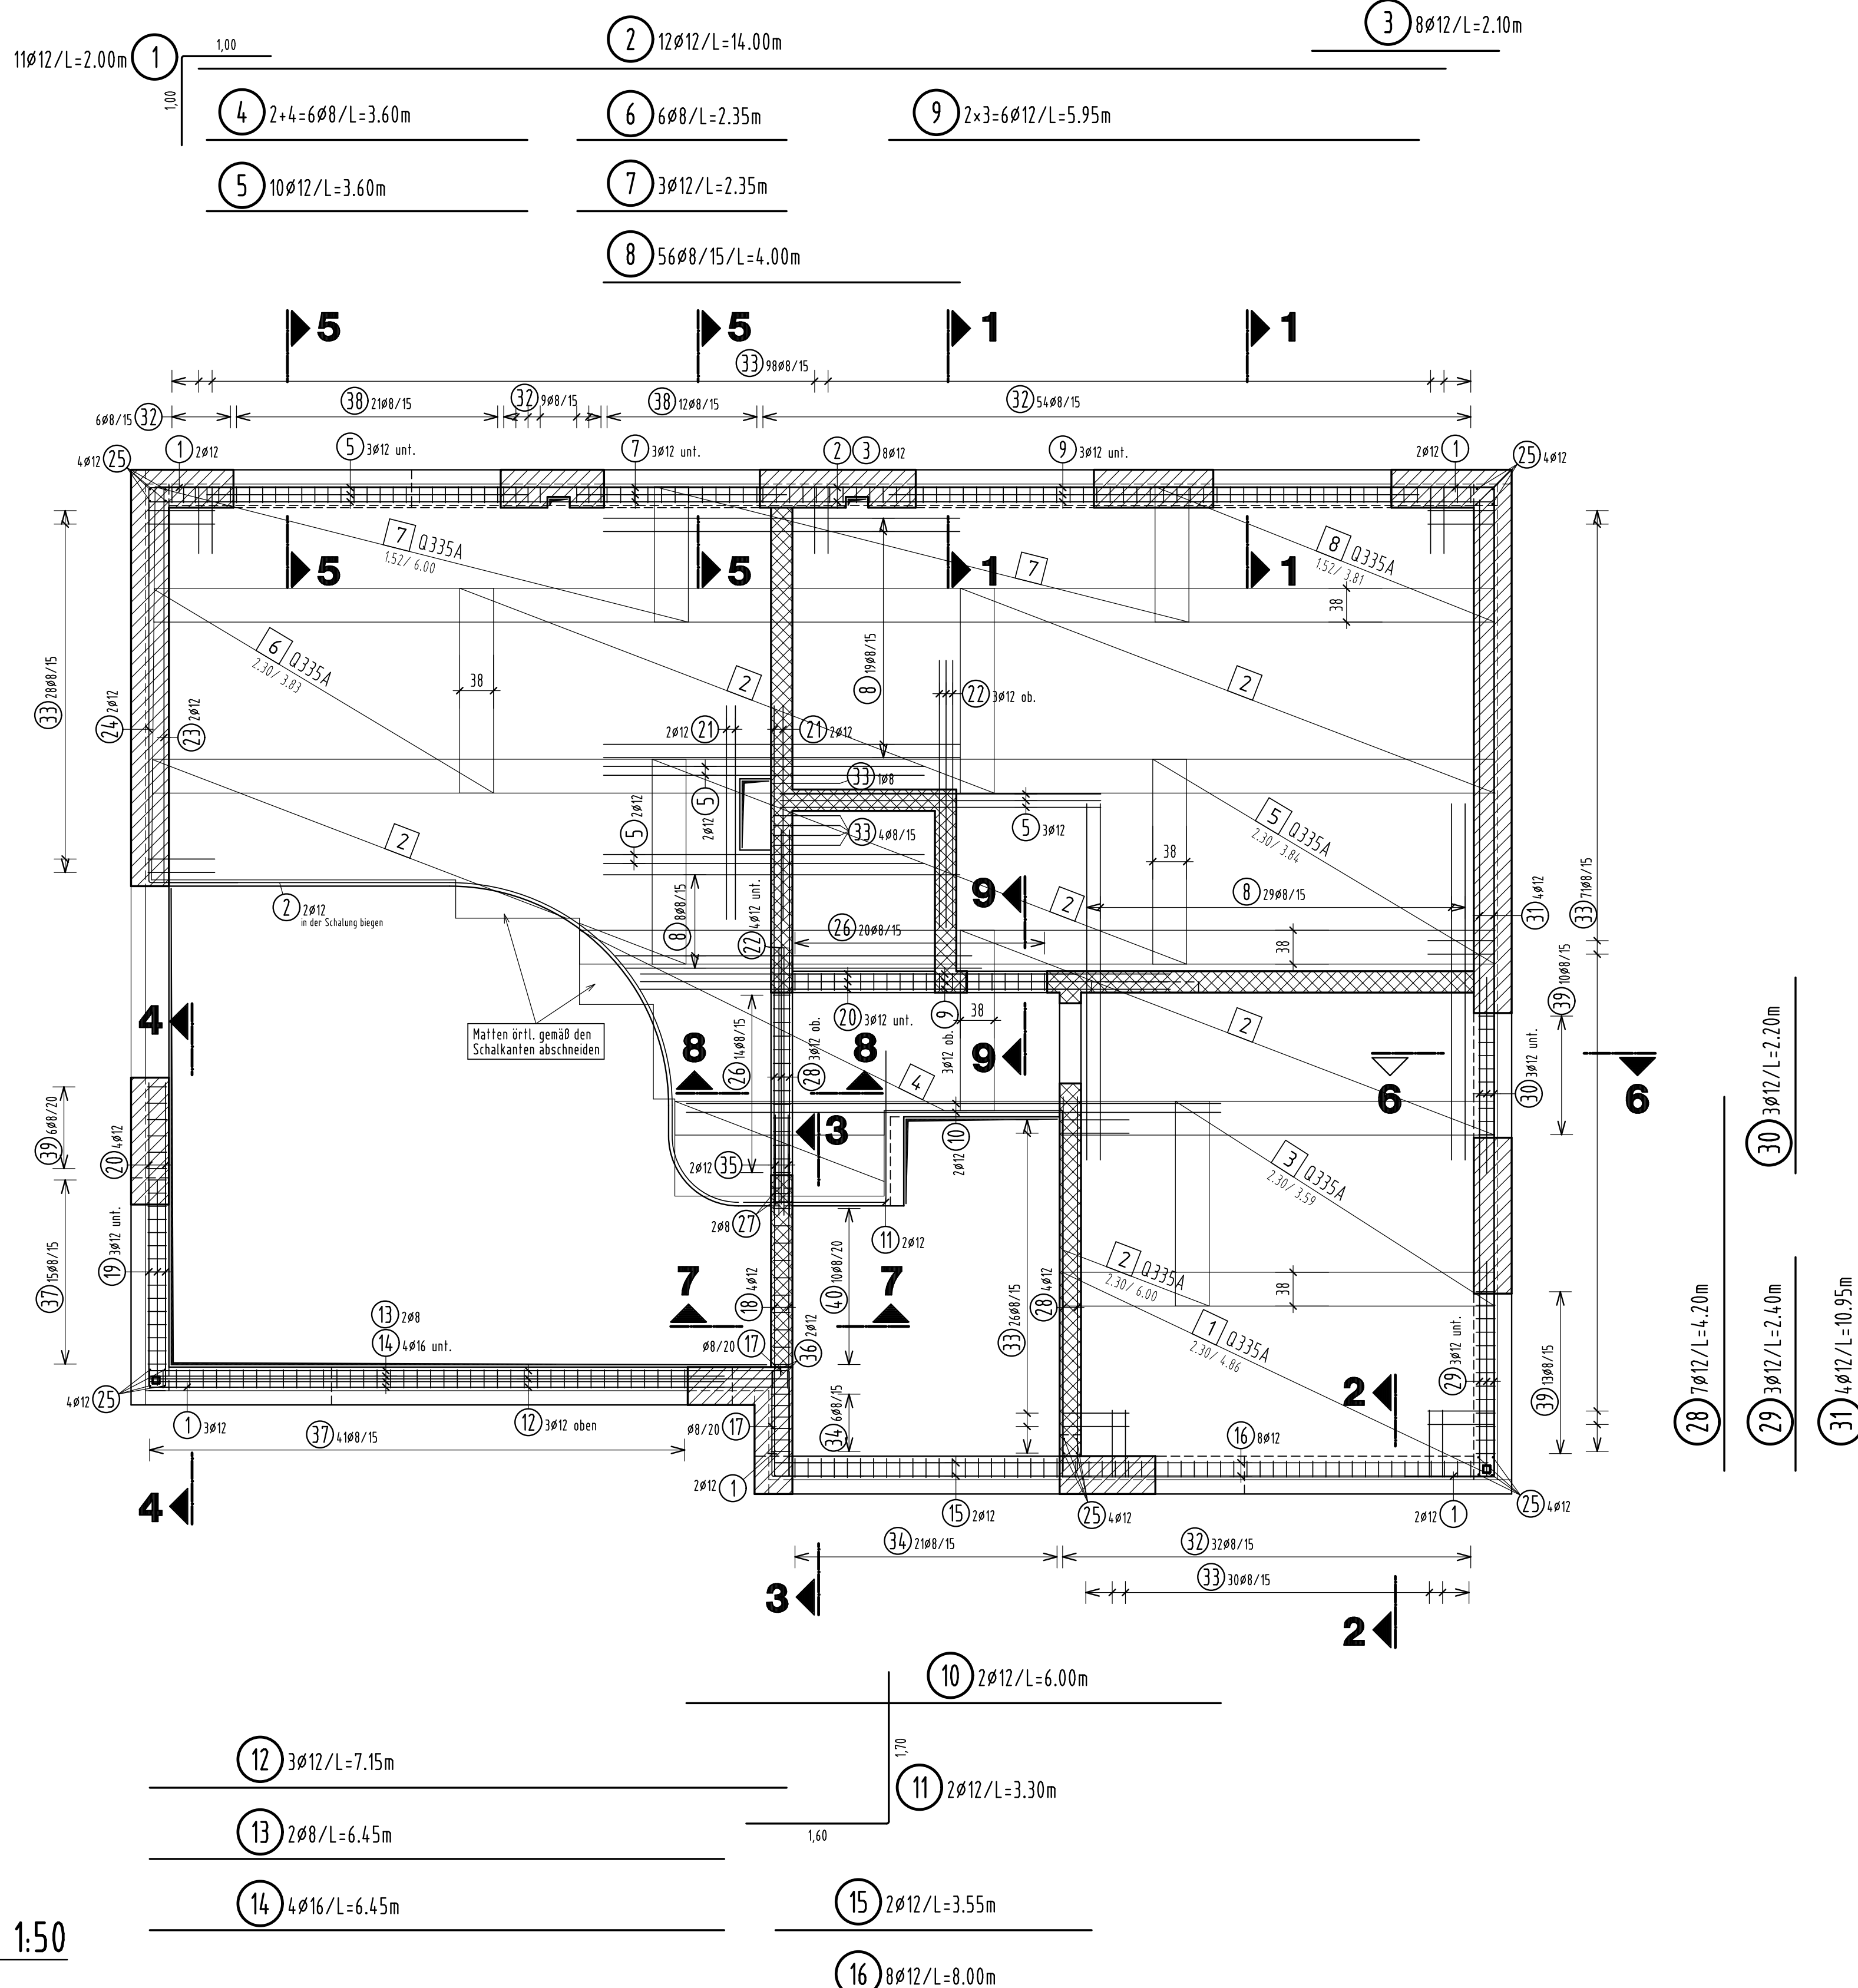 11ø12/L=2.00m 1
1,00
1,00
2 12ø12/L=14.00m
3 8ø12/L=2.10m
4 2+4=6ø8/L=3.60m
6 6ø8/L=2.35m
9 2×3=6ø12/L=5.95m
5 10ø12/L=3.60m
7 3ø12/L=2.35m
8 56ø8/15/L=4.00m
5
5
1
1
33 98ø8/15
6ø8/15 32
38 21ø8/15
32 9ø8/15
38 12ø8/15
32 54ø8/15
4ø12 25
1 2ø12
5 3ø12 unt.
7 3ø12 unt.
2 3 8ø12
9 3ø12 unt.
2ø12 1
25 4ø12
5
5
1
1
7 Q335A
1.52/ 6.00
7
8 Q335A
1.52/ 3.81
38
6 Q335A
2.30/ 3.83
38
2
2
8 19ø8/15
22 3ø12 ob.
33 28ø8/15
24 2ø12
23 2ø12
2ø12 21
21 2ø12
33 1ø8
5 2ø12
2ø12 5
33 4ø8/15
5 3ø12
5 Q335A
2.30/ 3.84
38
2
2 2ø12
in der Schalung biegen
8 8ø8/15
22 4ø12 unt.
9
2
8 29ø8/15
26 20ø8/15
38
31 4ø12
33 71ø8/15
39 10ø8/15
4
Matten örtl. gemäß den
Schalkanten abschneiden
20 3ø12 unt.
9
3ø12 ob.
38
2
8
8
9
26 14ø8/15
28 3ø12 ob.
4
6
6
30 3ø12 unt.
30 3ø12/L=2.20m
39 6ø8/20
20 4ø12
3
2ø12 35
2ø12 10
3 Q335A
2.30/ 3.59
2ø8 27
11 2ø12
37 15ø8/15
19 3ø12 unt.
7
7
18 4ø12
40 10ø8/20
33 26ø8/15
28 4ø12
2 Q335A
2.30/ 6.00
38
1 Q335A
2.30/ 4.86
13 2ø8
14 4ø16 unt.
ø8/20 17
36 2ø12
29 3ø12 unt.
39 13ø8/15
28 7ø12/L=4.20m
29 3ø12/L=2.40m
31 4ø12/L=10.95m
4ø12 25
1 3ø12
12 3ø12 oben
37 41ø8/15
ø8/20 17
34 6ø8/15
2
16 8ø12
2ø12 1
15 2ø12
25 4ø12
2ø12 1
25 4ø12
4
34 21ø8/15
32 32ø8/15
33 30ø8/15
3
2
10 2ø12/L=6.00m
1,70
12 3ø12/L=7.15m
11 2ø12/L=3.30m
1,60
13 2ø8/L=6.45m
14 4ø16/L=6.45m
15 2ø12/L=3.55m
1:50
16 8ø12/L=8.00m